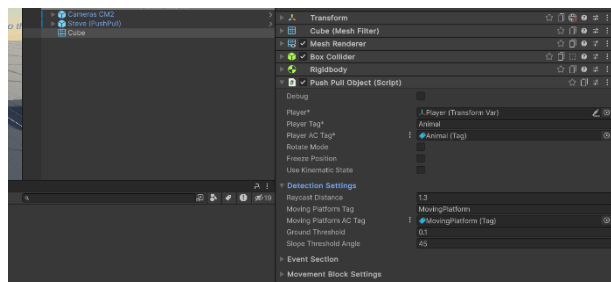 Cameras CM2
Steve (PushPull)
Cube
19
Transform
Cube (Mesh Filter)
Mesh Renderer
Box Collider
Rigidbody
Push Pull Object (Script)
Debug
Player* Player (Transform Var)
Player Tag* Animal
Player AC Tag* Animal (Tag)
Rotate Mode
Freeze Position
Use Kinematic State
Detection Settings
Raycast Distance 1.3
Moving Platform Tag MovingPlatform
Moving Platform AC Tag MovingPlatform (Tag)
Ground Threshold 0.1
Slope Threshold Angle 45
Event Section
Movement Block Settings